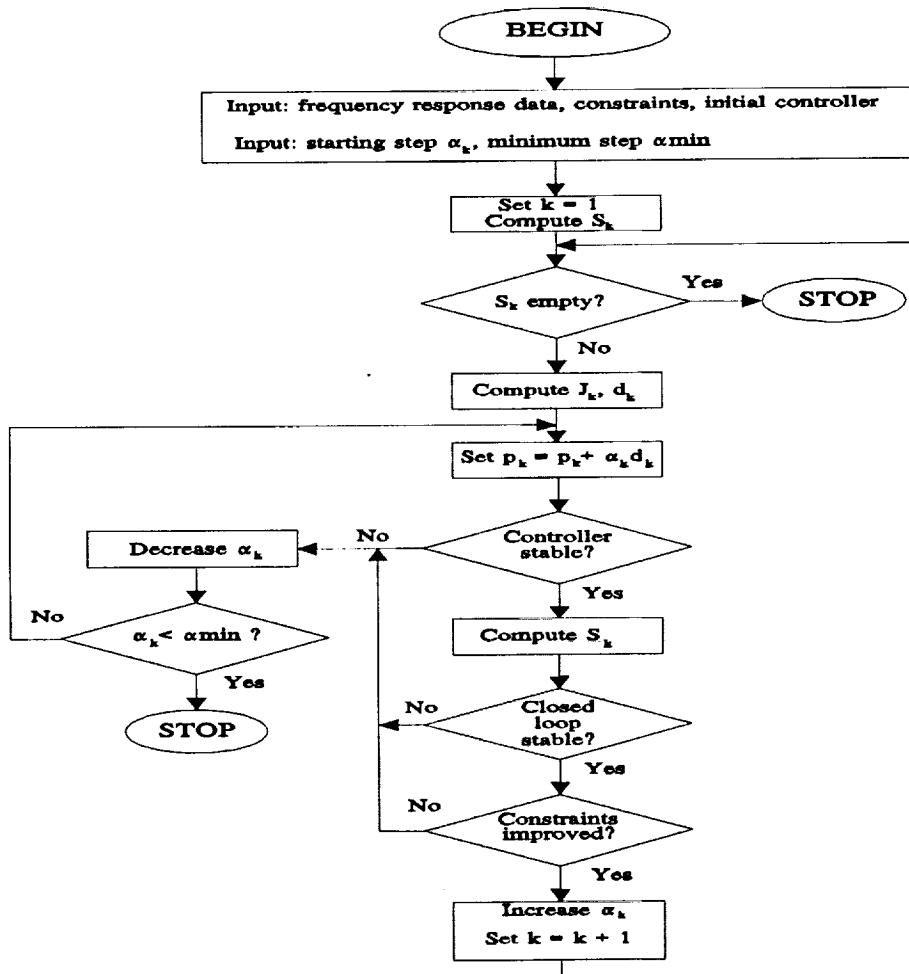 BEGIN
Input: frequency response data, constraints, initial controller
Input: starting step αₖ, minimum step αmin
Set k = 1
Compute Sₖ
Sₖ empty?
Yes
STOP
No
Compute Jₖ, dₖ
Set pₖ = pₖ + αₖdₖ
Controller
stable?
No
Decrease αₖ
Yes
No
αₖ < αmin ?
Yes
STOP
Compute Sₖ
Closed
loop
stable?
No
Yes
Constraints
improved?
No
Yes
Increase αₖ
Set k = k + 1